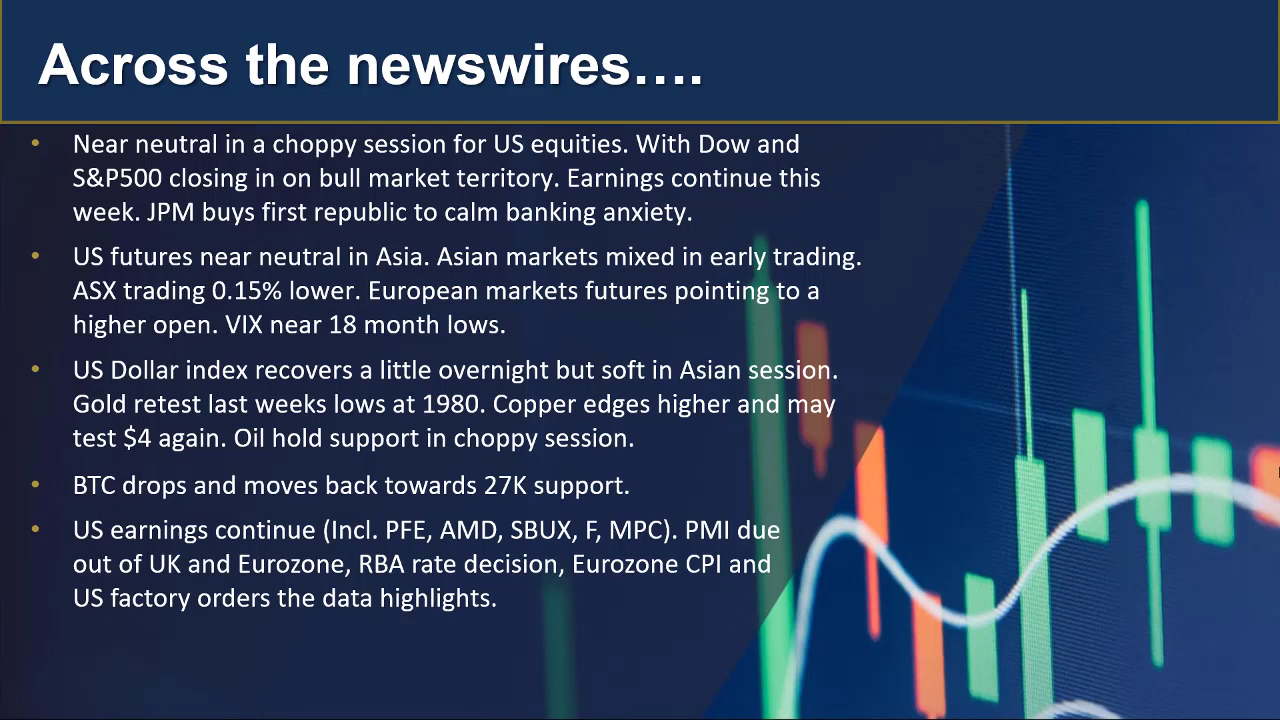 Across the newswires….
• Near neutral in a choppy session for US equities. With Dow and
S&P500 closing in on bull market territory. Earnings continue this
week. JPM buys first republic to calm banking anxiety.
• US futures near neutral in Asia. Asian markets mixed in early trading.
ASX trading 0.15% lower. European markets futures pointing to a
higher open. VIX near 18 month lows.
• US Dollar index recovers a little overnight but soft in Asian session.
Gold retest last weeks lows at 1980. Copper edges higher and may
test $4 again. Oil hold support in choppy session.
• BTC drops and moves back towards 27K support.
• US earnings continue (Incl. PFE, AMD, SBUX, F, MPC). PMI due
out of UK and Eurozone, RBA rate decision, Eurozone CPI and
US factory orders the data highlights.